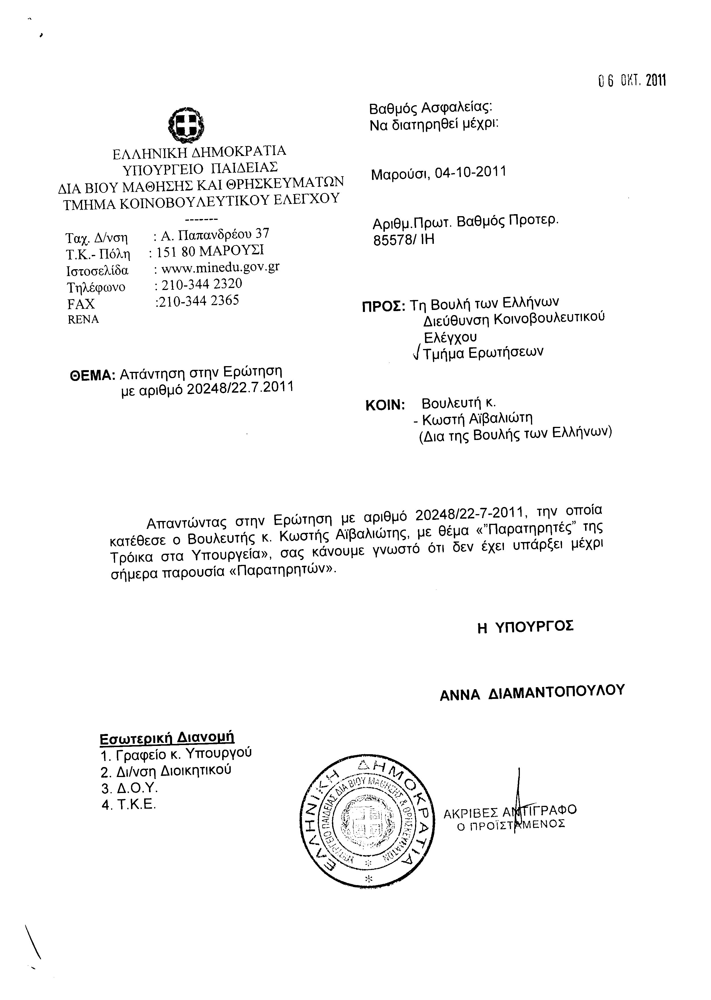 06 ΟΚΤ. 2011
Βαθμός Ασφαλείας:
Να διατηρηθεί μέχρι:
ΕΛΛΗΝΙΚΗ ΔΗΜΟΚΡΑΤΙΑ
ΥΠΟΥΡΓΕΙΟ ΠΑΙΔΕΙΑΣ
ΔΙΑ ΒΙΟΥ ΜΑΘΗΣΗΣ ΚΑΙ ΘΡΗΣΚΕΥΜΑΤΩΝ
ΤΜΗΜΑ ΚΟΙΝΟΒΟΥΛΕΥΤΙΚΟΥ ΕΛΕΓΧΟΥ
-------
Μαρούσι, 04-10-2011
Ταχ. Δ/νση : Α. Παπανδρέου 37
Τ.Κ.- Πόλη : 151 80 ΜΑΡΟΥΣΙ
Ιστοσελίδα : www.minedu.gov.gr
Τηλέφωνο : 210-344 2320
FAX :210-344 2365
RENA
Αριθμ.Πρωτ. Βαθμός Προτερ.
85578/ ΙΗ
ΠΡΟΣ: Τη Βουλή των Ελλήνων
Διεύθυνση Κοινοβουλευτικού
Ελέγχου
√ Τμήμα Ερωτήσεων
ΘΕΜΑ: Απάντηση στην Ερώτηση
με αριθμό 20248/22.7.2011
ΚΟΙΝ: Βουλευτή κ.
- Κωστή Αϊβαλιώτη
(Δια της Βουλής των Ελλήνων)
Απαντώντας στην Ερώτηση με αριθμό 20248/22-7-2011, την οποία
κατέθεσε ο Βουλευτής κ. Κωστής Αϊβαλιώτης, με θέμα «"Παρατηρητές" της
Τρόικα στα Υπουργεία», σας κάνουμε γνωστό ότι δεν έχει υπάρξει μέχρι
σήμερα παρουσία «Παρατηρητών».
Η ΥΠΟΥΡΓΟΣ
ΑΝΝΑ ΔΙΑΜΑΝΤΟΠΟΥΛΟΥ
Εσωτερική Διανομή
1. Γραφείο κ. Υπουργού
2. Δι/νση Διοικητικού
3. Δ.Ο.Υ.
4. Τ.Κ.Ε.
ΕΛΛΗΝΙΚΗ ΔΗΜΟΚΡΑΤΙΑ *
ΥΠΟΥΡΓΕΙΟ ΠΑΙΔΕΙΑΣ ΔΙΑ ΒΙΟΥ ΜΑΘΗΣΗΣ & ΘΡΗΣΚΕΥΜΑΤΩΝ *
ΑΚΡΙΒΕΣ ΑΝΤΙΓΡΑΦΟ
Ο ΠΡΟΪΣΤΑΜΕΝΟΣ